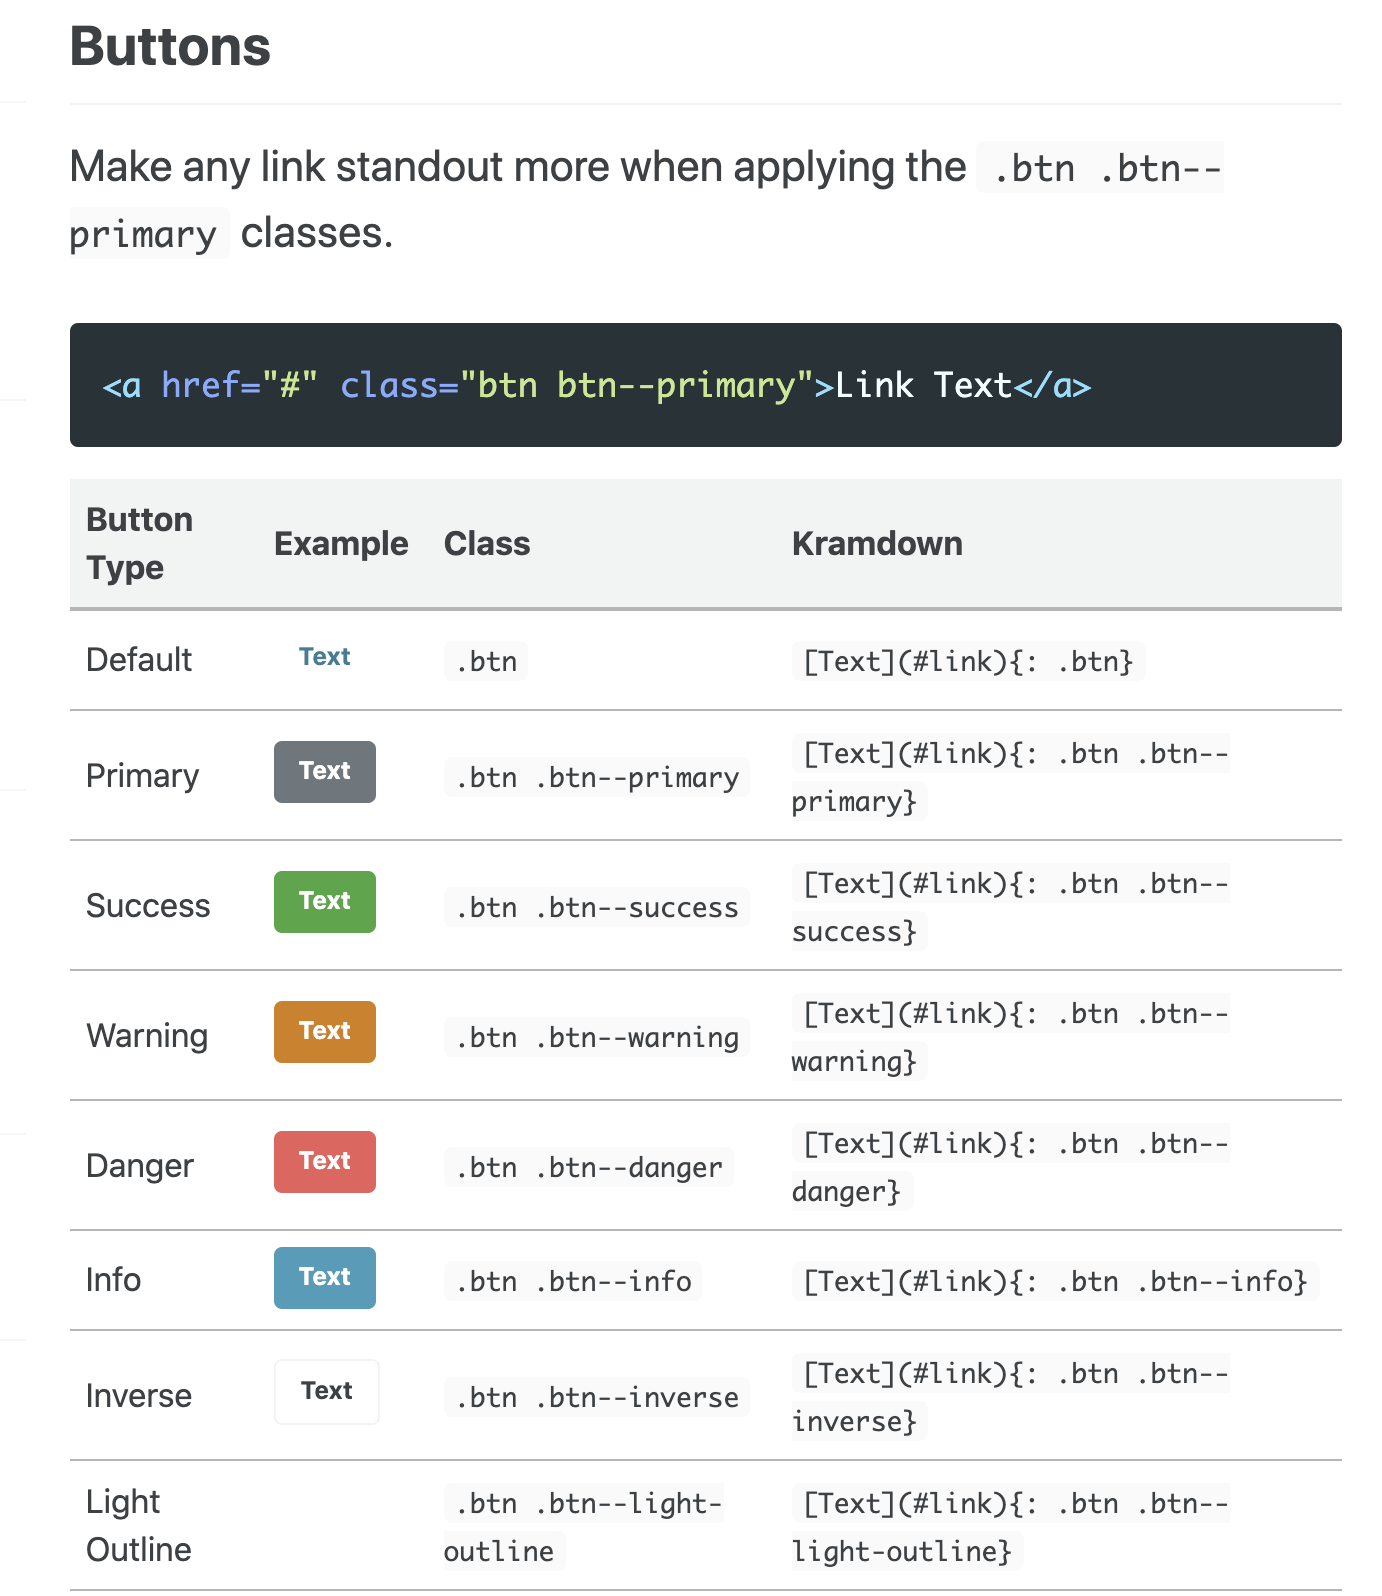 Buttons
Make any link standout more when applying the .btn .btn--
primary classes.
<a href="#" class="btn btn--primary">Link Text</a>
Button
Type
Example
Class
Kramdown
Default
Text
.btn
[Text](#link){: .btn}
Primary
Text
.btn .btn--primary
[Text](#link){: .btn .btn--
primary}
Success
Text
.btn .btn--success
[Text](#link){: .btn .btn--
success}
Warning
Text
.btn .btn--warning
[Text](#link){: .btn .btn--
warning}
Danger
Text
.btn .btn--danger
[Text](#link){: .btn .btn--
danger}
Info
Text
.btn .btn--info
[Text](#link){: .btn .btn--info}
Inverse
Text
.btn .btn--inverse
[Text](#link){: .btn .btn--
inverse}
Light
Outline
.btn .btn--light-
outline
[Text](#link){: .btn .btn--
light-outline}